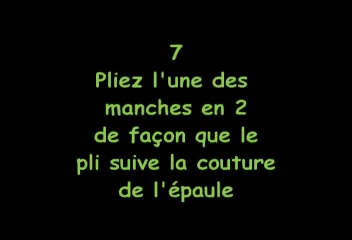 7
Pliez l'une des
manches en 2
de façon que le
pli suive la couture
de l'épaule